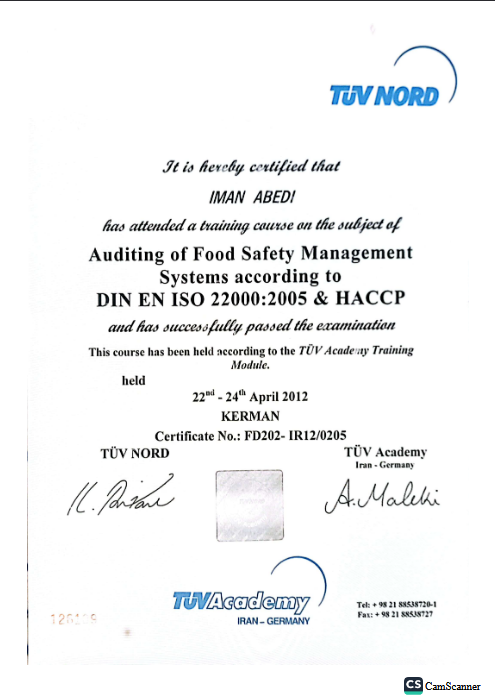 TÜV NORD
It is hereby certified that
IMAN ABEDI
has attended a training course on the subject of
Auditing of Food Safety Management
Systems according to
DIN EN ISO 22000:2005 & HACCP
and has successfully passed the examination
This course has been held according to the TÜV Academy Training
Module.
held
22nd - 24th April 2012
KERMAN
Certificate No.: FD202- IR12/0205
TÜV NORD
TÜV Academy
Iran - Germany
A. Maleki
TÜVAcademy
IRAN – GERMANY
Tel: + 98 21 88538720-1
Fax: + 98 21 88538727
CS CamScanner